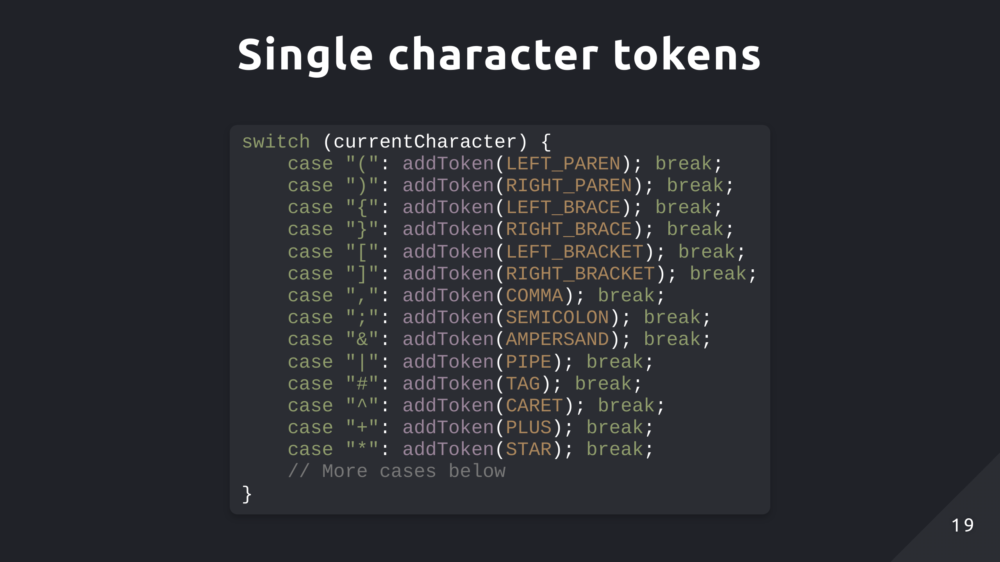 Single character tokens
switch (currentCharacter) {
    case "(": addToken(LEFT_PAREN); break;
    case ")": addToken(RIGHT_PAREN); break;
    case "{": addToken(LEFT_BRACE); break;
    case "}": addToken(RIGHT_BRACE); break;
    case "[": addToken(LEFT_BRACKET); break;
    case "]": addToken(RIGHT_BRACKET); break;
    case ",": addToken(COMMA); break;
    case ";": addToken(SEMICOLON); break;
    case "&": addToken(AMPERSAND); break;
    case "|": addToken(PIPE); break;
    case "#": addToken(TAG); break;
    case "^": addToken(CARET); break;
    case "+": addToken(PLUS); break;
    case "*": addToken(STAR); break;
    // More cases below
}
19